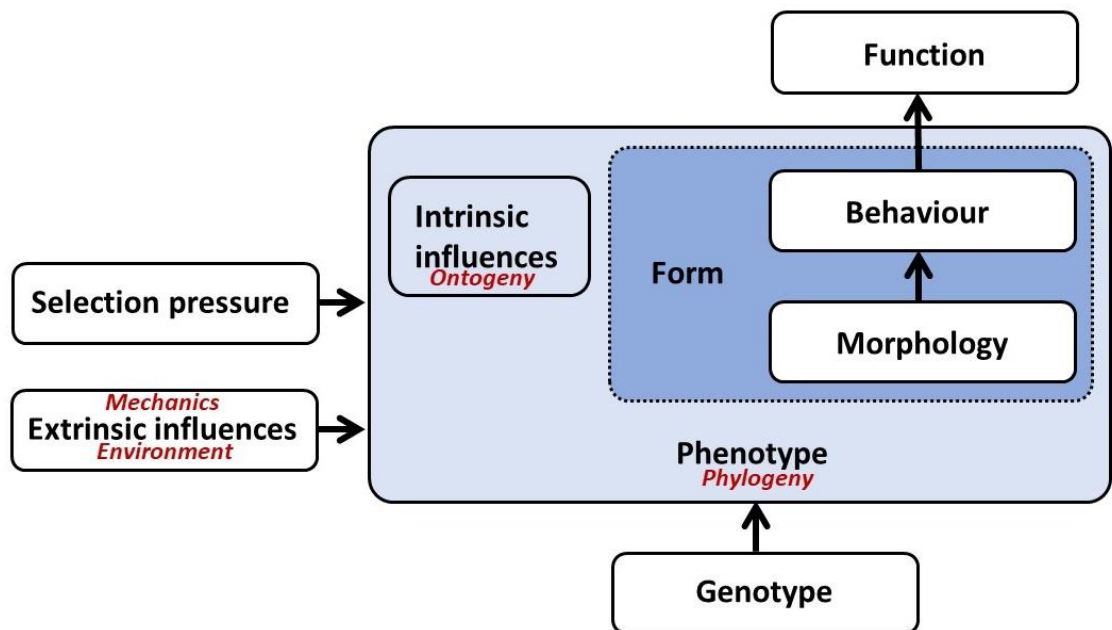 Function
Behaviour
Intrinsic
influences
Ontogeny
Form
Selection pressure
Morphology
Mechanics
Extrinsic influences
Environment
Phenotype
Phylogeny
Genotype